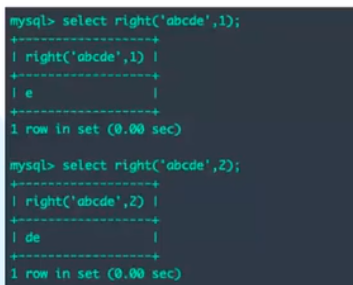 mysql> select right('abcde',1);
+------------------+
| right('abcde',1) |
+------------------+
| e                |
+------------------+
1 row in set (0.00 sec)
mysql> select right('abcde',2);
+------------------+
| right('abcde',2) |
+------------------+
| de               |
+------------------+
1 row in set (0.00 sec)